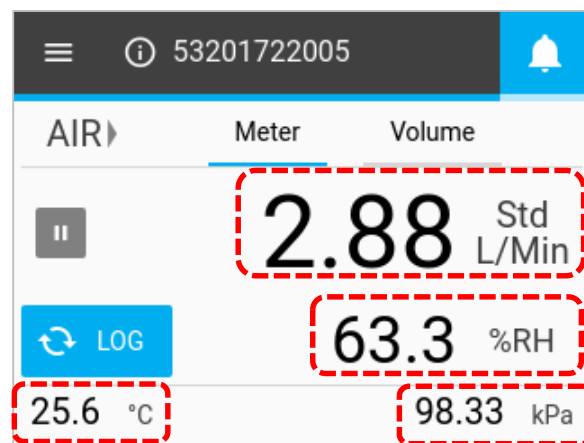 53201722005
AIR Meter Volume
2.88 Std L/Min
LOG 63.3 %RH
25.6 °C 98.33 kPa